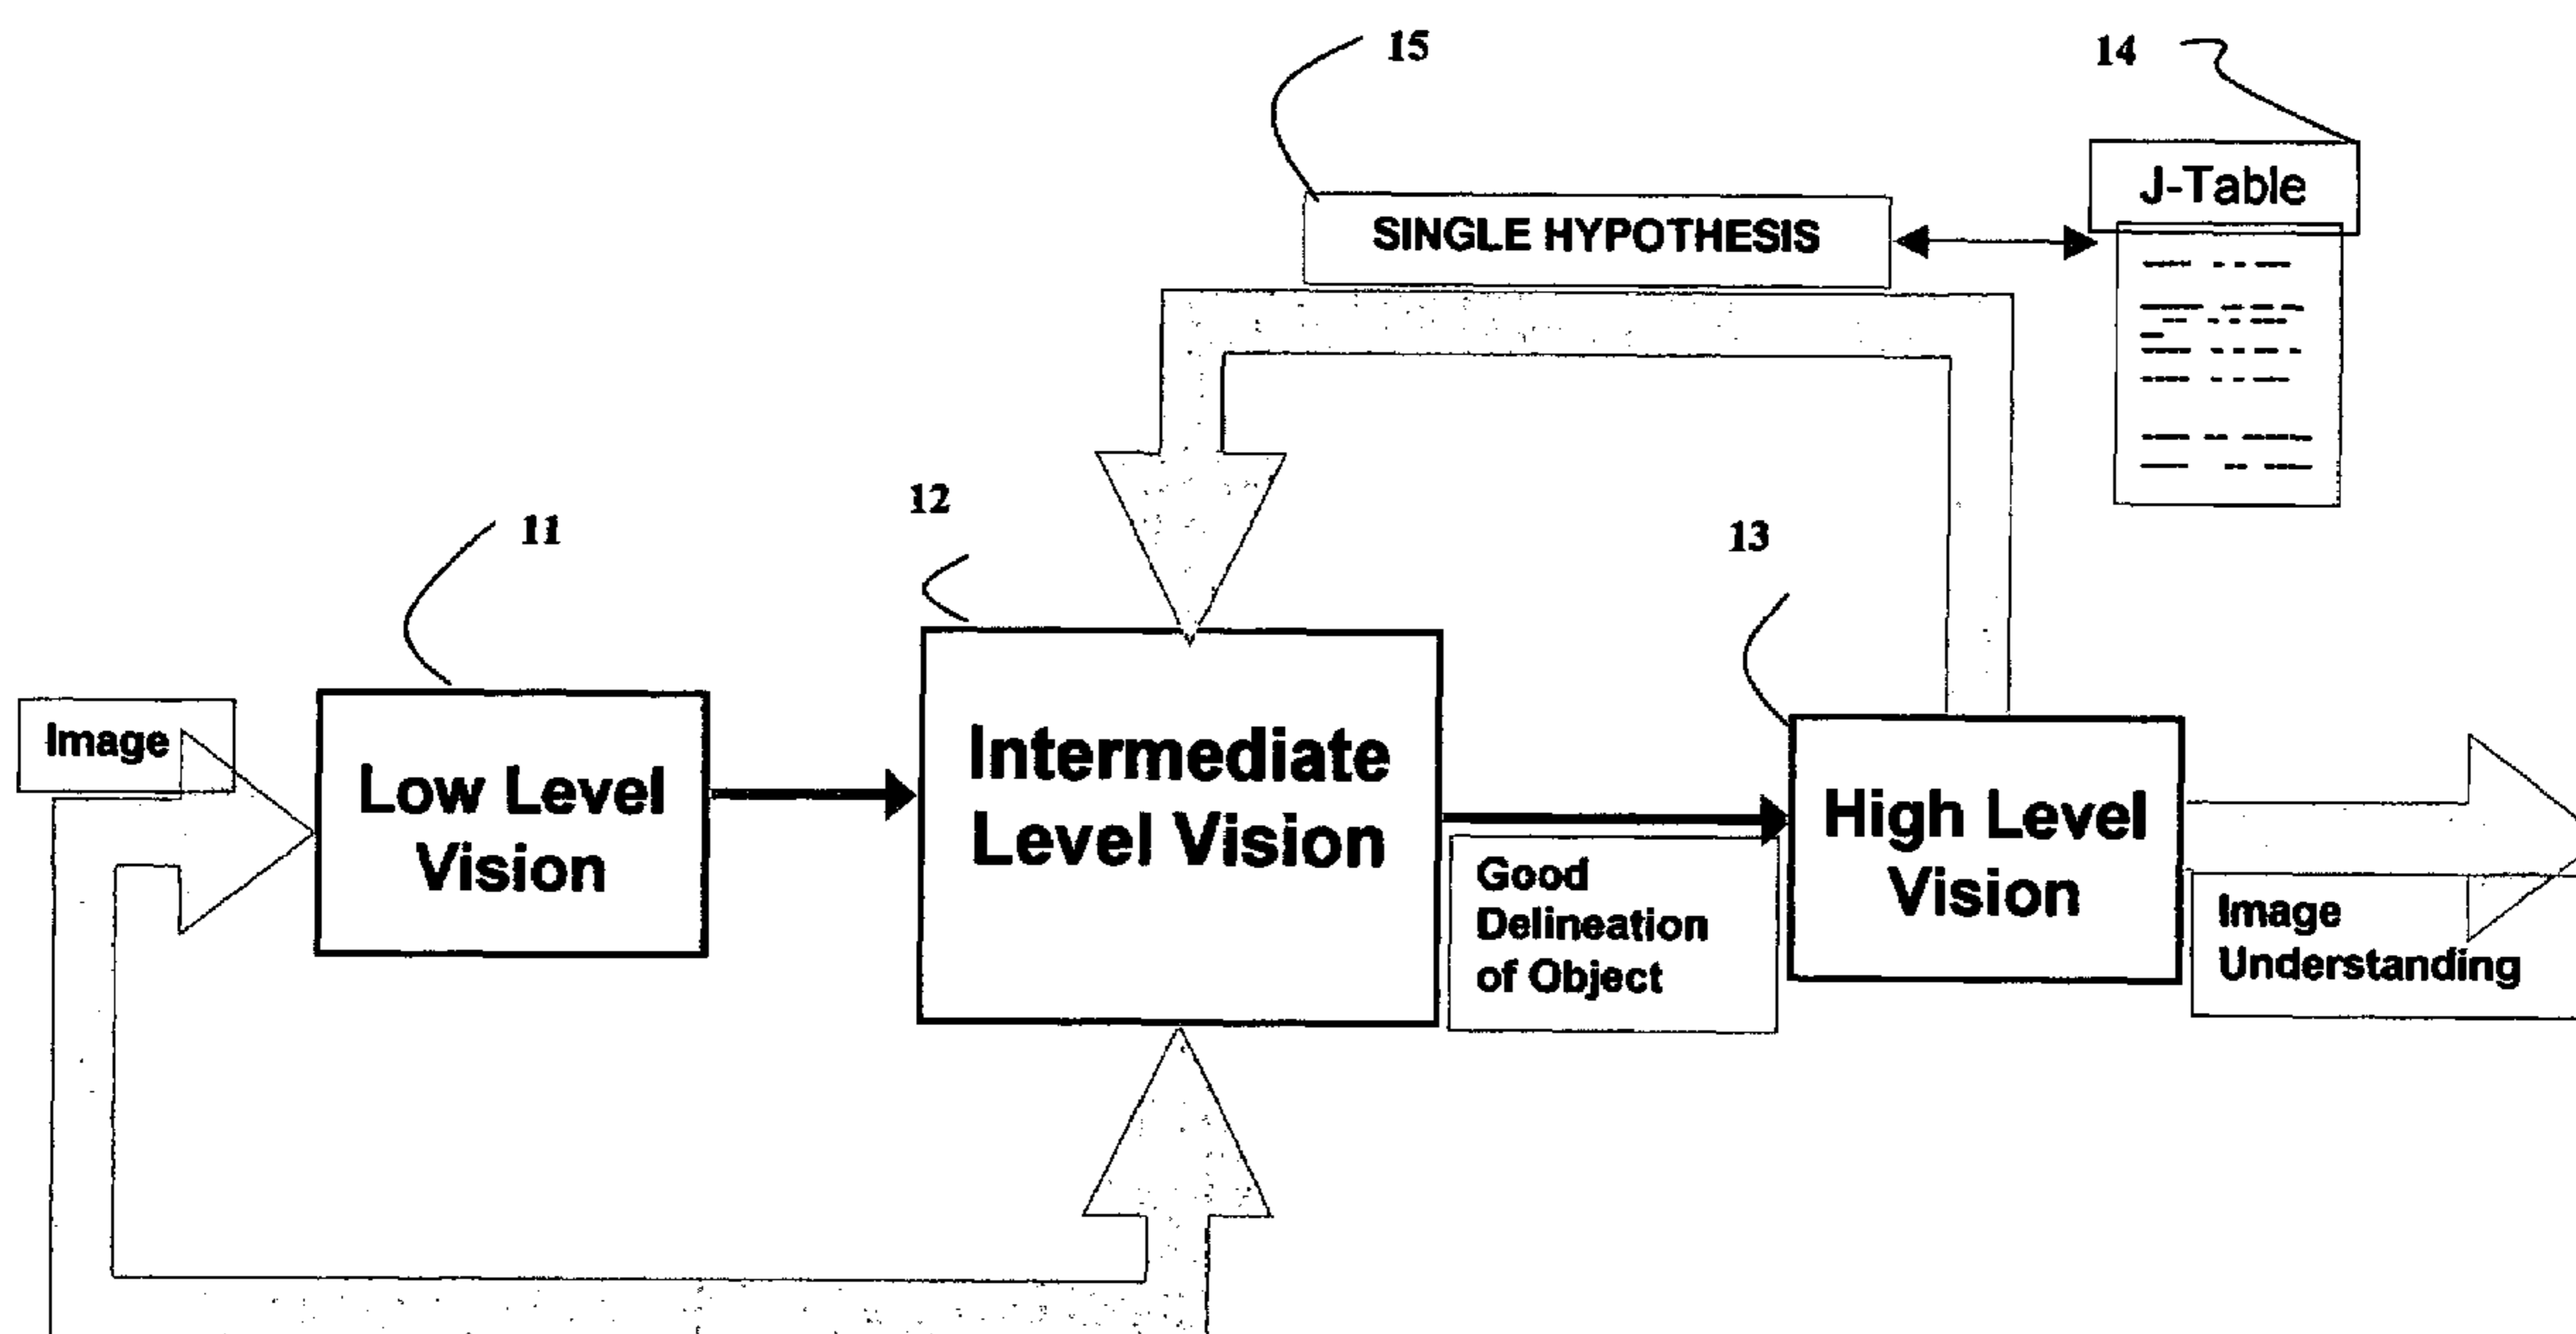 15
14
J-Table
SINGLE HYPOTHESIS
12
11
13
Image
Low Level
Vision
Intermediate
Level Vision
High Level
Vision
Good
Delineation
of Object
Image
Understanding